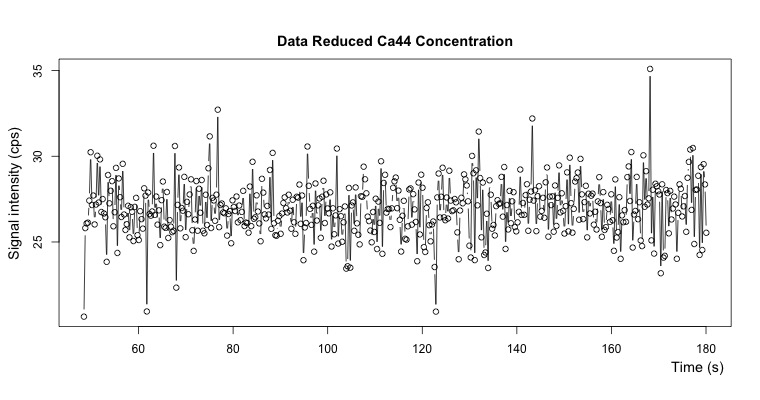 Data Reduced Ca44 Concentration
35
30
25
Signal intensity (cps)
60 80 100 120 140 160 180
Time (s)